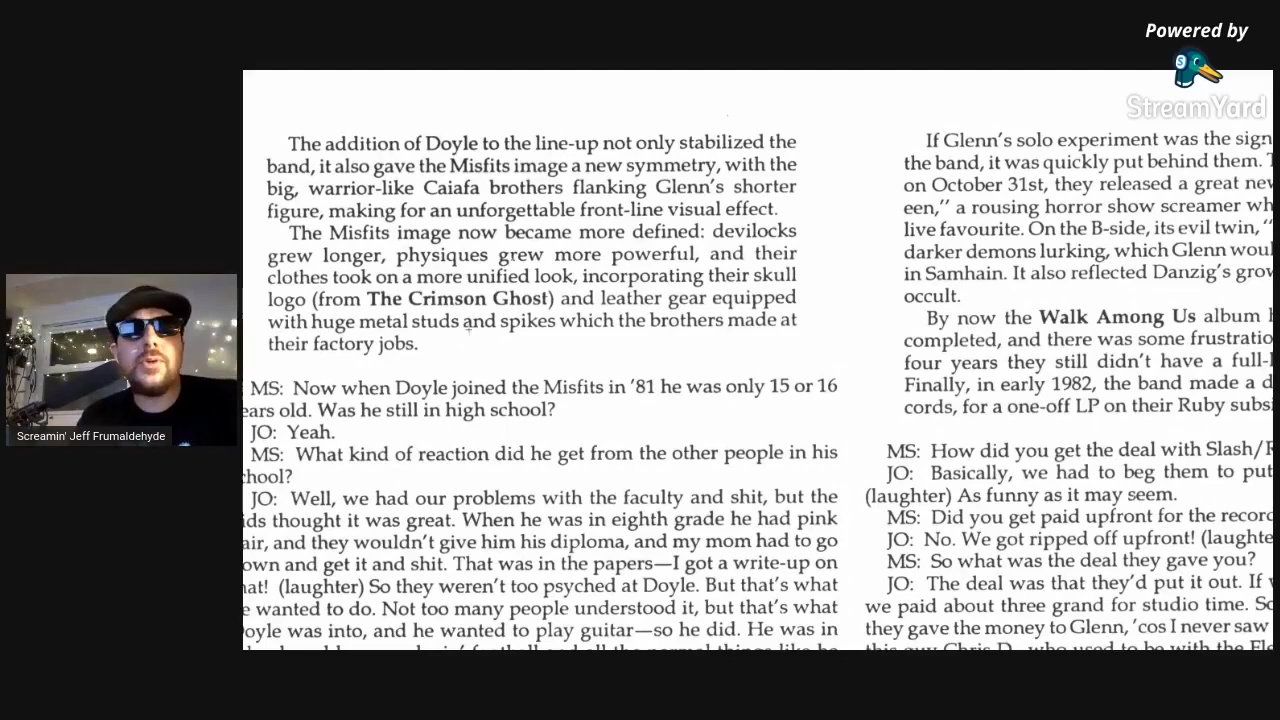 Powered by
StreamYard
The addition of Doyle to the line-up not only stabilized the
band, it also gave the Misfits image a new symmetry, with the
big, warrior-like Caiafa brothers flanking Glenn's shorter
figure, making for an unforgettable front-line visual effect.
The Misfits image now became more defined: devilocks
grew longer, physiques grew more powerful, and their
clothes took on a more unified look, incorporating their skull
logo (from The Crimson Ghost) and leather gear equipped
with huge metal studs and spikes which the brothers made at
their factory jobs.
MS: Now when Doyle joined the Misfits in '81 he was only 15 or 16
ears old. Was he still in high school?
JO: Yeah.
MS: What kind of reaction did he get from the other people in his
chool?
JO: Well, we had our problems with the faculty and shit, but the
ids thought it was great. When he was in eighth grade he had pink
air, and they wouldn't give him his diploma, and my mom had to go
own and get it and shit. That was in the papers—I got a write-up on
hat! (laughter) So they weren't too psyched at Doyle. But that's what
e wanted to do. Not too many people understood it, but that's what
oyle was into, and he wanted to play guitar—so he did. He was in
If Glenn's solo experiment was the sign
the band, it was quickly put behind them.
on October 31st, they released a great nev
een,'' a rousing horror show screamer wh
live favourite. On the B-side, its evil twin, ''
darker demons lurking, which Glenn woul
in Samhain. It also reflected Danzig's grov
occult.
By now the Walk Among Us album
completed, and there was some frustratio
four years they still didn't have a full-
Finally, in early 1982, the band made a d
cords, for a one-off LP on their Ruby subs
MS: How did you get the deal with Slash/
JO: Basically, we had to beg them to put
(laughter) As funny as it may seem.
MS: Did you get paid upfront for the record
JO: No. We got ripped off upfront! (laughte
MS: So what was the deal they gave you?
JO: The deal was that they'd put it out. If
we paid about three grand for studio time. So
they gave the money to Glenn, 'cos I never saw
this guy Chris D., who used to be with the Fle
Screamin' Jeff Frumaldehyde